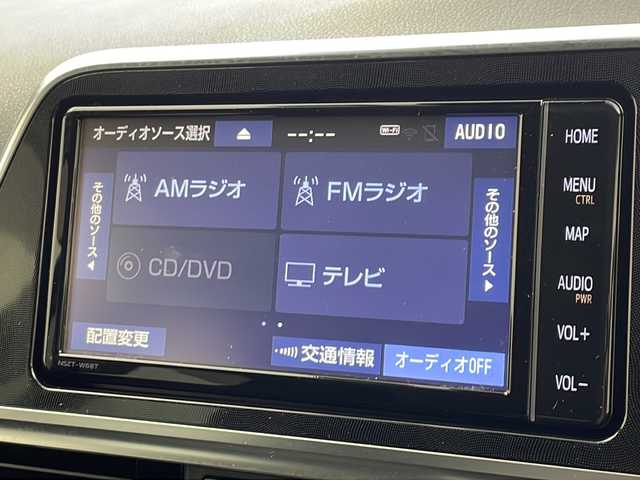 オーディオソース選択
--:--
Wi-Fi
AUDIO
その他のソース
AMラジオ
FMラジオ
その他のソース
CD/DVD
テレビ
配置変更
交通情報
オーディオOFF
NSZT-W68T
HOME
MENU
CTRL
MAP
AUDIO
PWR
VOL+
VOL-